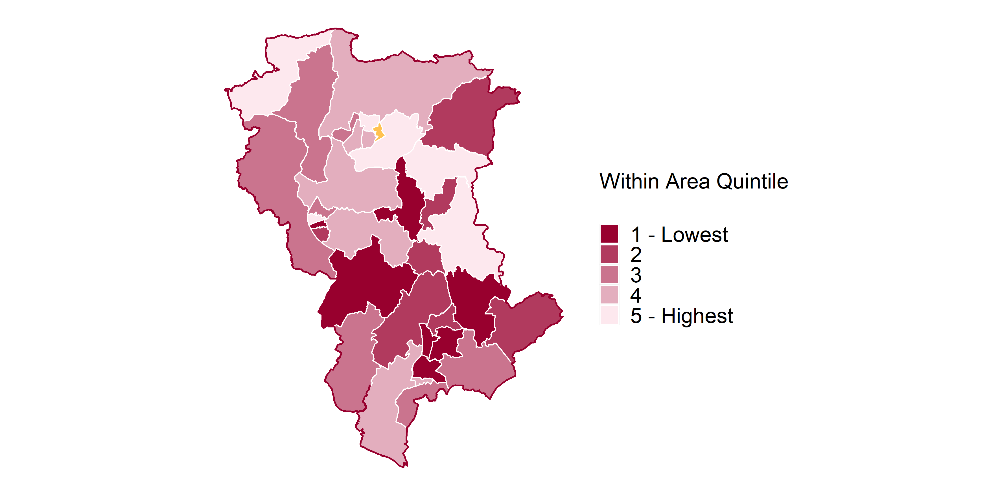 Within Area Quintile
1 - Lowest
2
3
4
5 - Highest